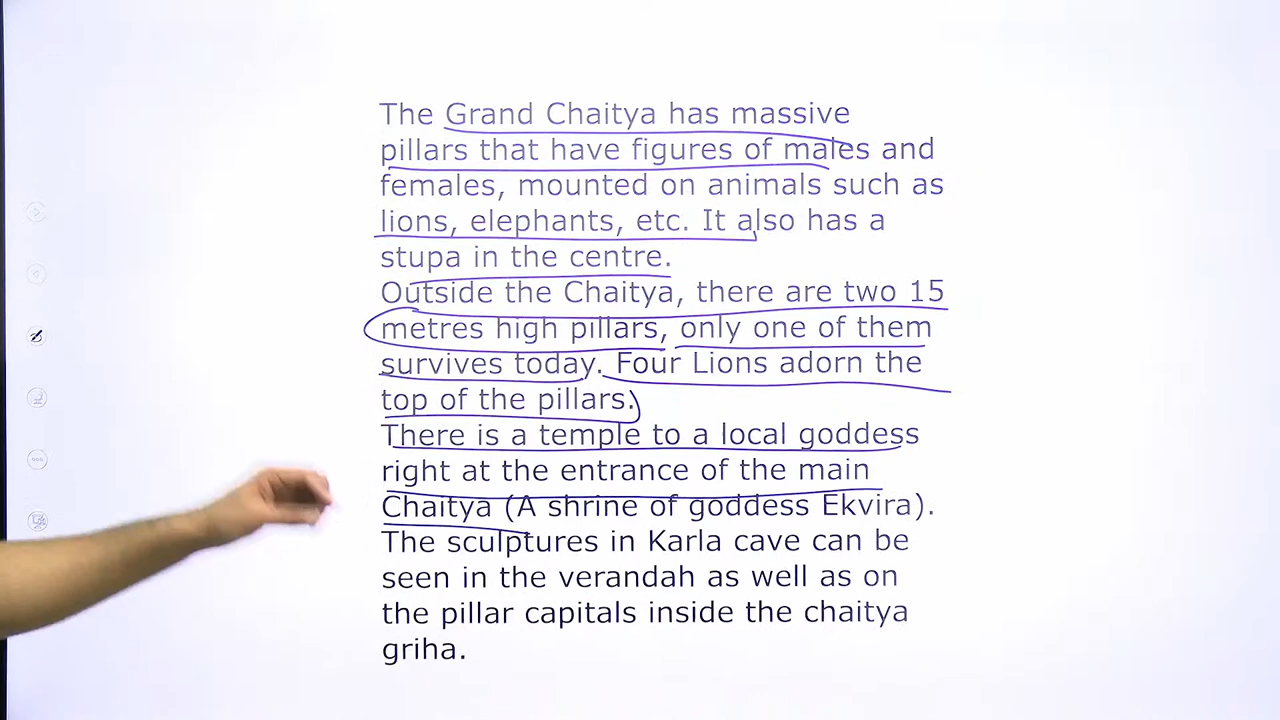 The Grand Chaitya has massive
pillars that have figures of males and
females, mounted on animals such as
lions, elephants, etc. It also has a
stupa in the centre.
Outside the Chaitya, there are two 15
metres high pillars, only one of them
survives today. Four Lions adorn the
top of the pillars.
There is a temple to a local goddess
right at the entrance of the main
Chaitya (A shrine of goddess Ekvira).
The sculptures in Karla cave can be
seen in the verandah as well as on
the pillar capitals inside the chaitya
griha.